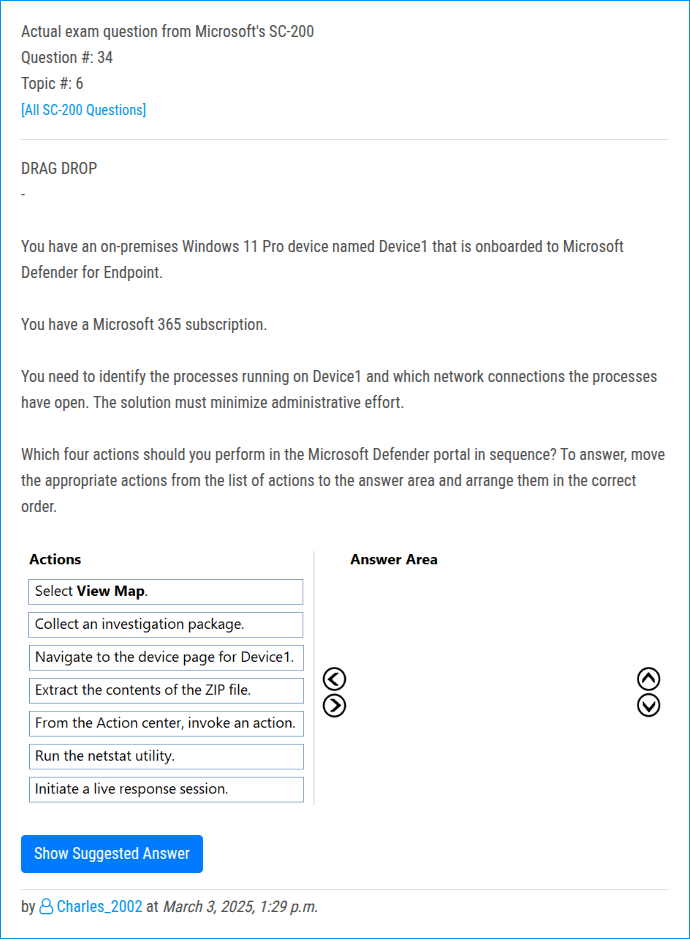 Actual exam question from Microsoft's SC-200
Question #: 34
Topic #: 6
[All SC-200 Questions]
DRAG DROP
-
You have an on-premises Windows 11 Pro device named Device1 that is onboarded to Microsoft
Defender for Endpoint.
You have a Microsoft 365 subscription.
You need to identify the processes running on Device1 and which network connections the processes
have open. The solution must minimize administrative effort.
Which four actions should you perform in the Microsoft Defender portal in sequence? To answer, move
the appropriate actions from the list of actions to the answer area and arrange them in the correct
order.
Actions
Select View Map.
Collect an investigation package.
Navigate to the device page for Device1.
Extract the contents of the ZIP file.
From the Action center, invoke an action.
Run the netstat utility.
Initiate a live response session.
Answer Area
Show Suggested Answer
by Charles_2002 at March 3, 2025, 1:29 p.m.